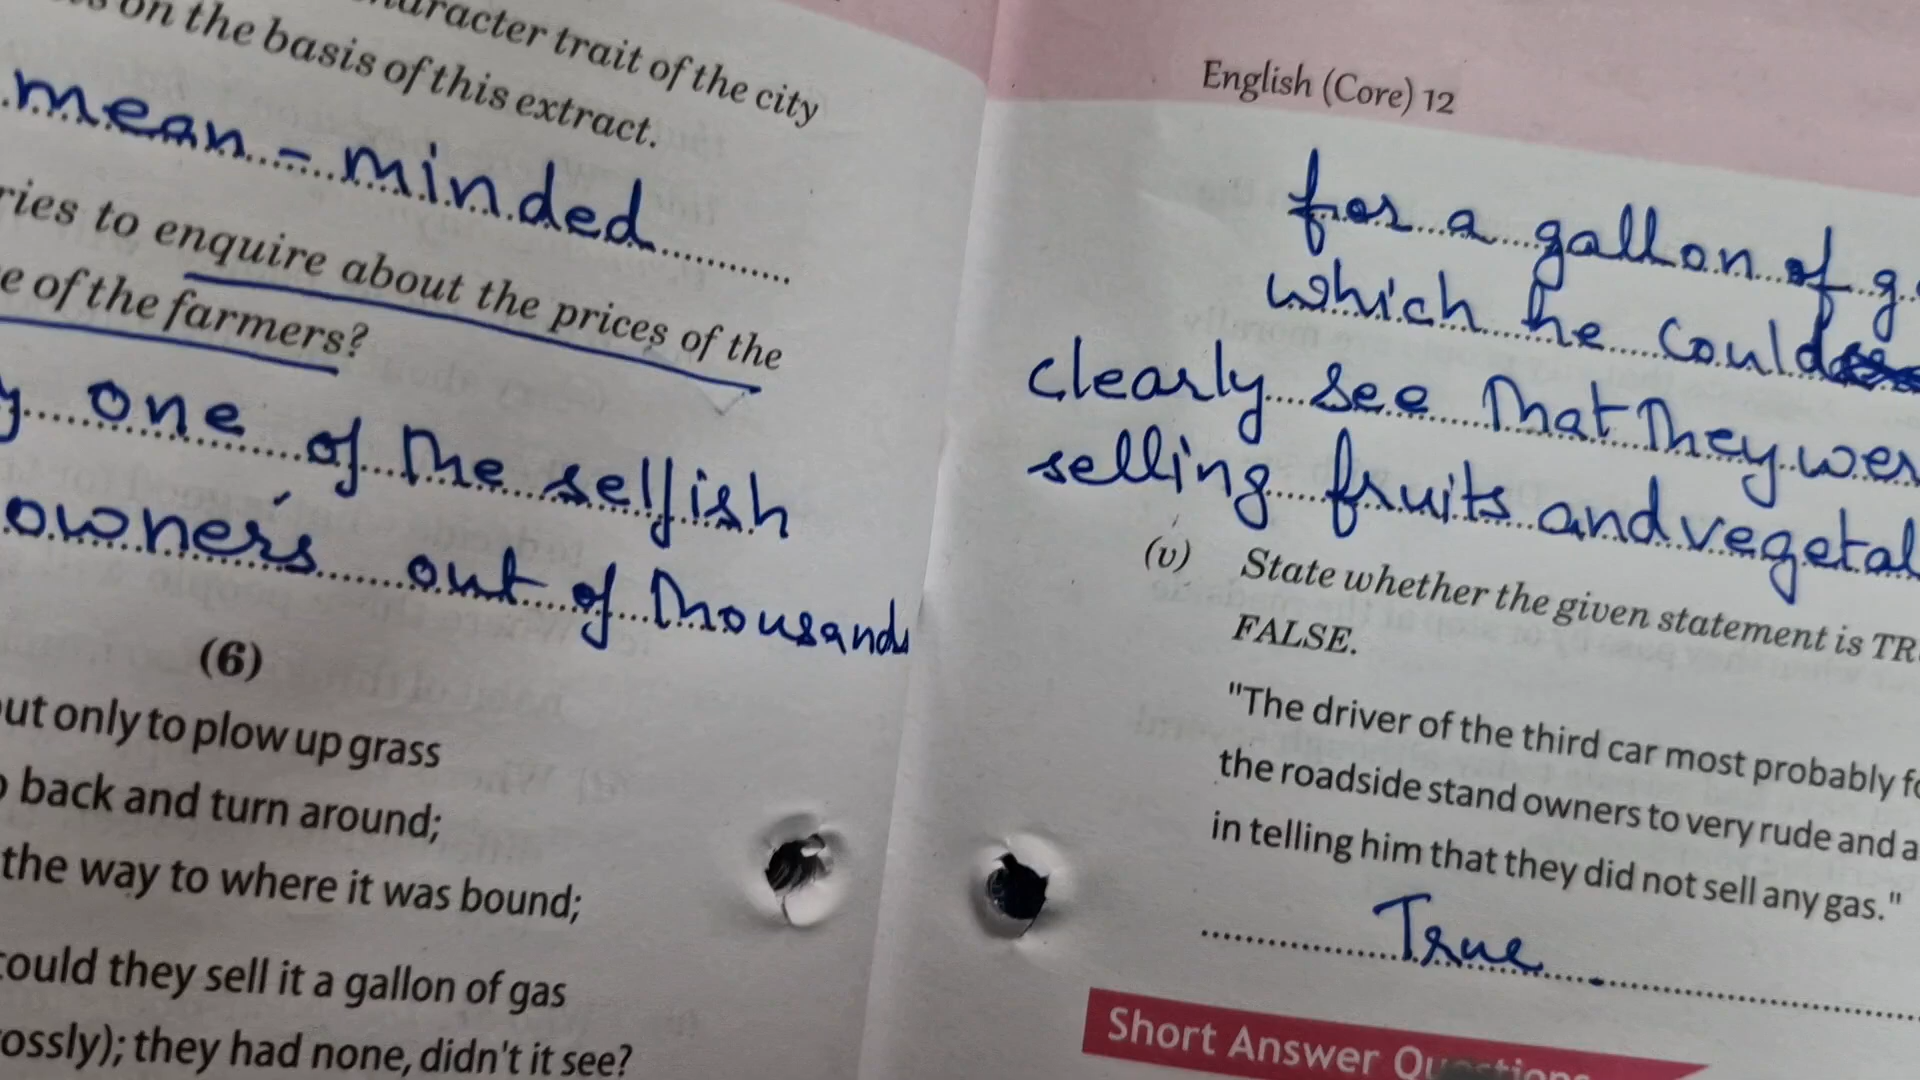 character trait of the city
on the basis of this extract.
mean - minded
ries to enquire about the prices of the
e of the farmers?
y one of the selfish
owner's out of thousands
(6)
out only to plow up grass
back and turn around;
the way to where it was bound;
could they sell it a gallon of gas
ossly); they had none, didn't it see?
English (Core) 12
for a gallon of g
which he could
clearly see that they wer
selling fruits and vegetal
(v) State whether the given statement is TR
FALSE.
"The driver of the third car most probably fo
the roadside stand owners to very rude and a
in telling him that they did not sell any gas."
True
Short Answer Questions